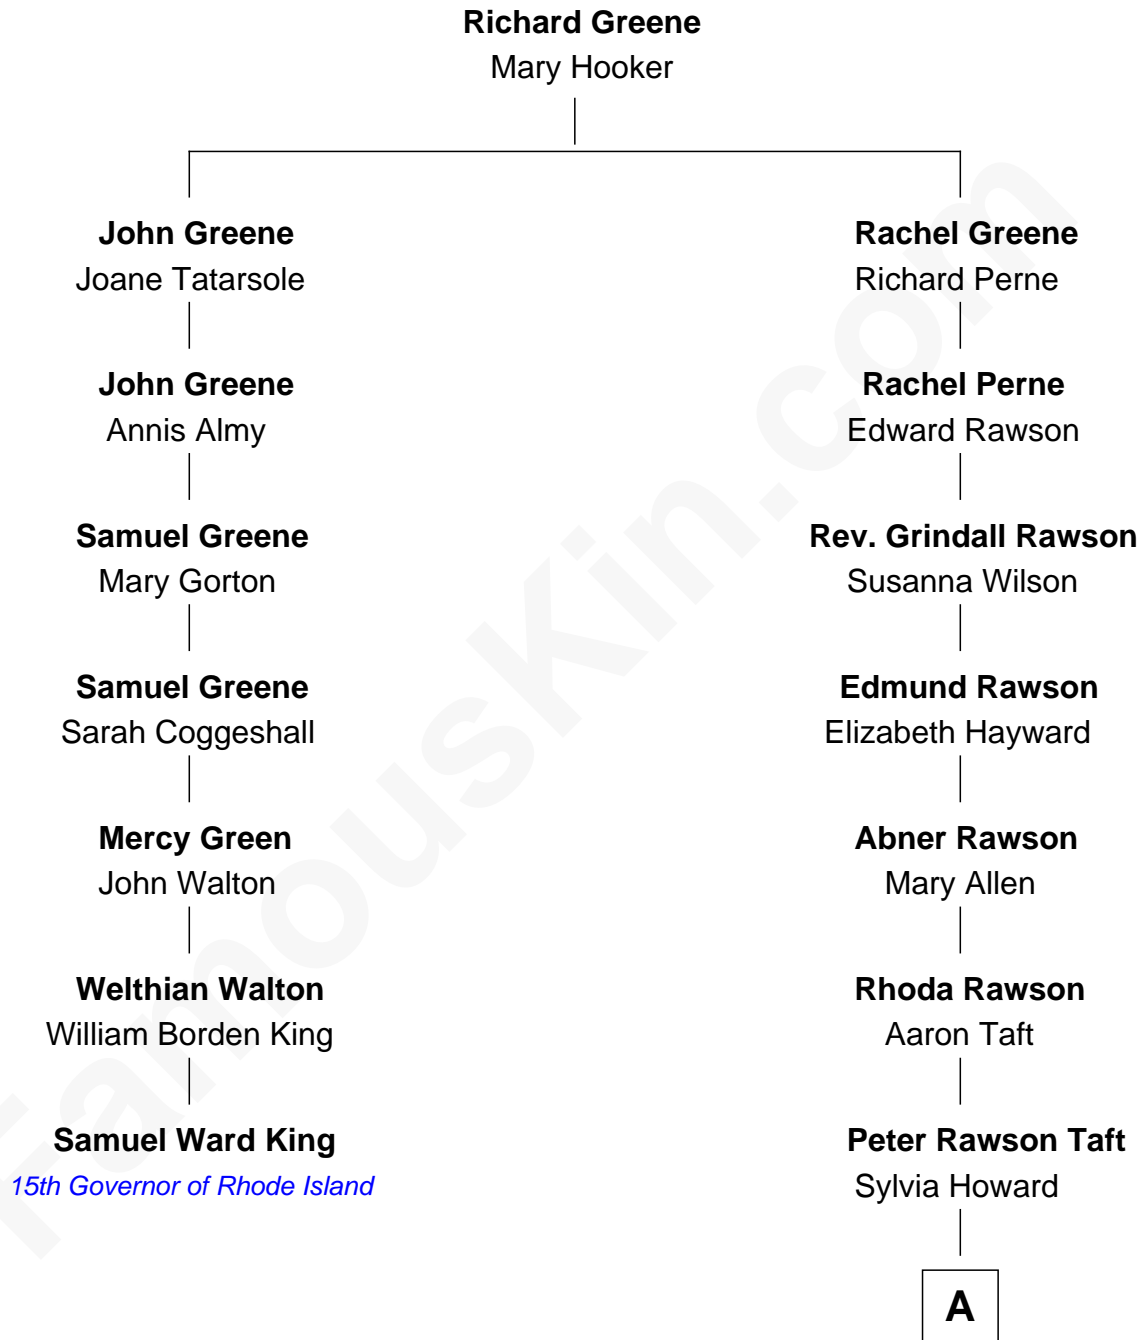 Richard Greene
Mary Hooker
John Greene
Joane Tatarsole
John Greene
Annis Almy
Samuel Greene
Mary Gorton
Samuel Greene
Sarah Coggeshall
Mercy Green
John Walton
Welthian Walton
William Borden King
Samuel Ward King
15th Governor of Rhode Island
Rachel Greene
Richard Perne
Rachel Perne
Edward Rawson
Rev. Grindall Rawson
Susanna Wilson
Edmund Rawson
Elizabeth Hayward
Abner Rawson
Mary Allen
Rhoda Rawson
Aaron Taft
Peter Rawson Taft
Sylvia Howard
A
FamousKin.com